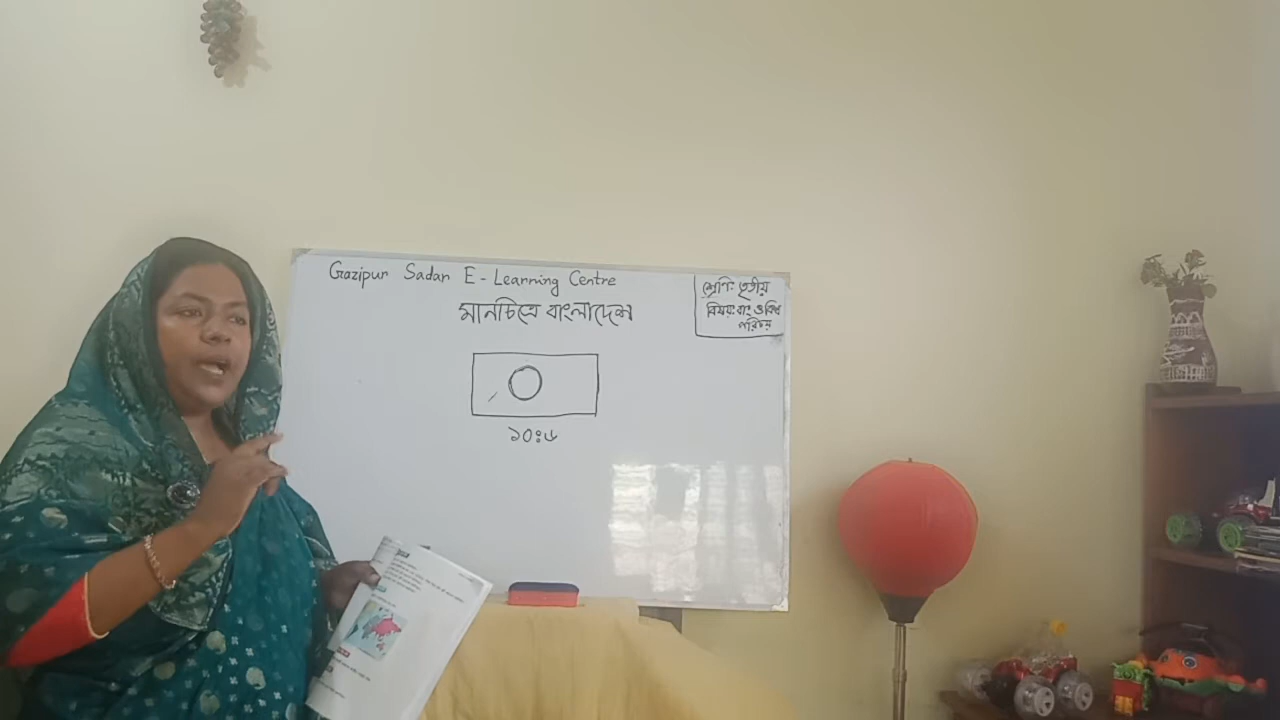 Gazipur Sadan E-Learning Centre
মানচিত্রে বাংলাদেশ
শ্রেণি: তৃতীয়
বিষয়: বাং ও বিশ্ব
পরিচয়
১০ঃ৬